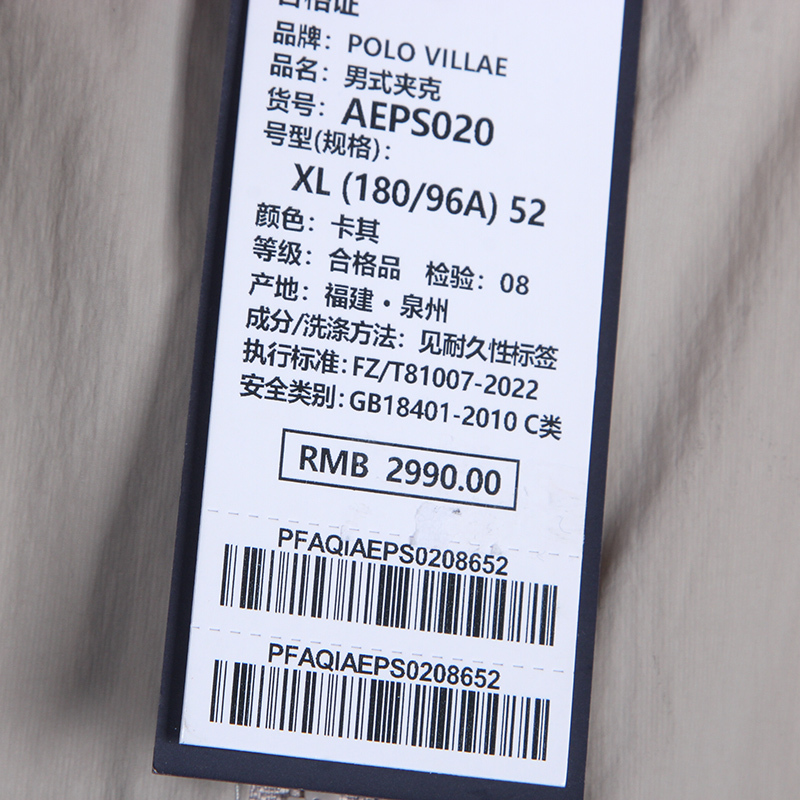 合格证
品牌：POLO VILLAE
品名：男式夹克
货号：AEPS020
号型(规格)：
XL (180/96A) 52
颜色：卡其
等级：合格品 检验：08
产地：福建·泉州
成分/洗涤方法：见耐久性标签
执行标准：FZ/T81007-2022
安全类别：GB18401-2010 C类
RMB 2990.00
PFAQIAEPS0208652
PFAQIAEPS0208652